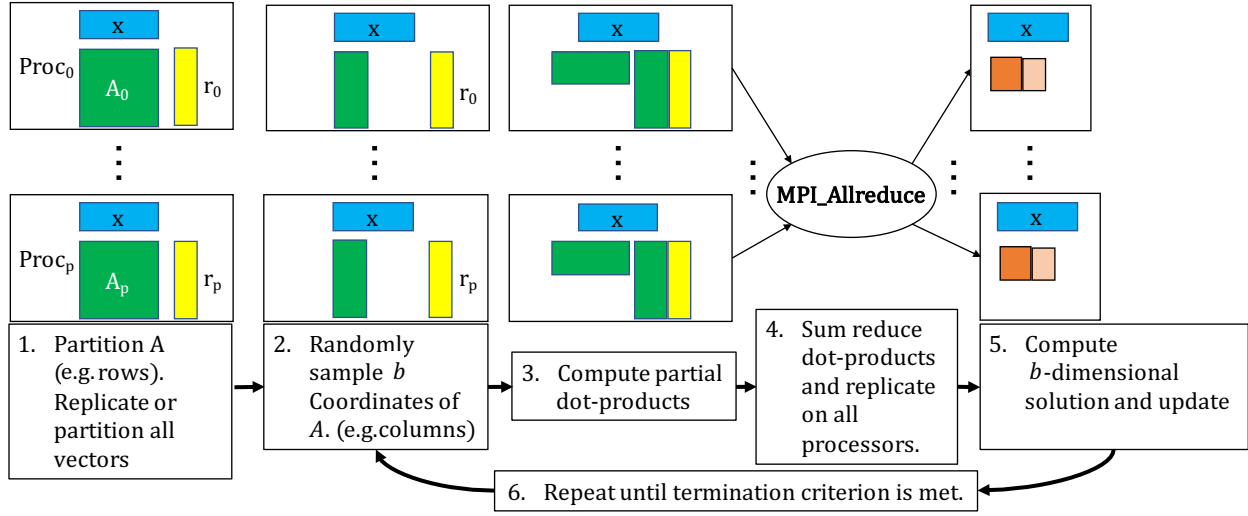 x
x
x
x
Proc₀
A₀
r₀
r₀
MPI_Allreduce
x
x
x
x
Procₚ
Aₚ
rₚ
rₚ
1. Partition A
(e.g. rows).
Replicate or
partition all
vectors
2. Randomly
sample b
Coordinates of
A. (e.g.columns)
3. Compute partial
dot-products
4. Sum reduce
dot-products
and replicate
on all
processors.
5. Compute
b-dimensional
solution and update
6. Repeat until termination criterion is met.